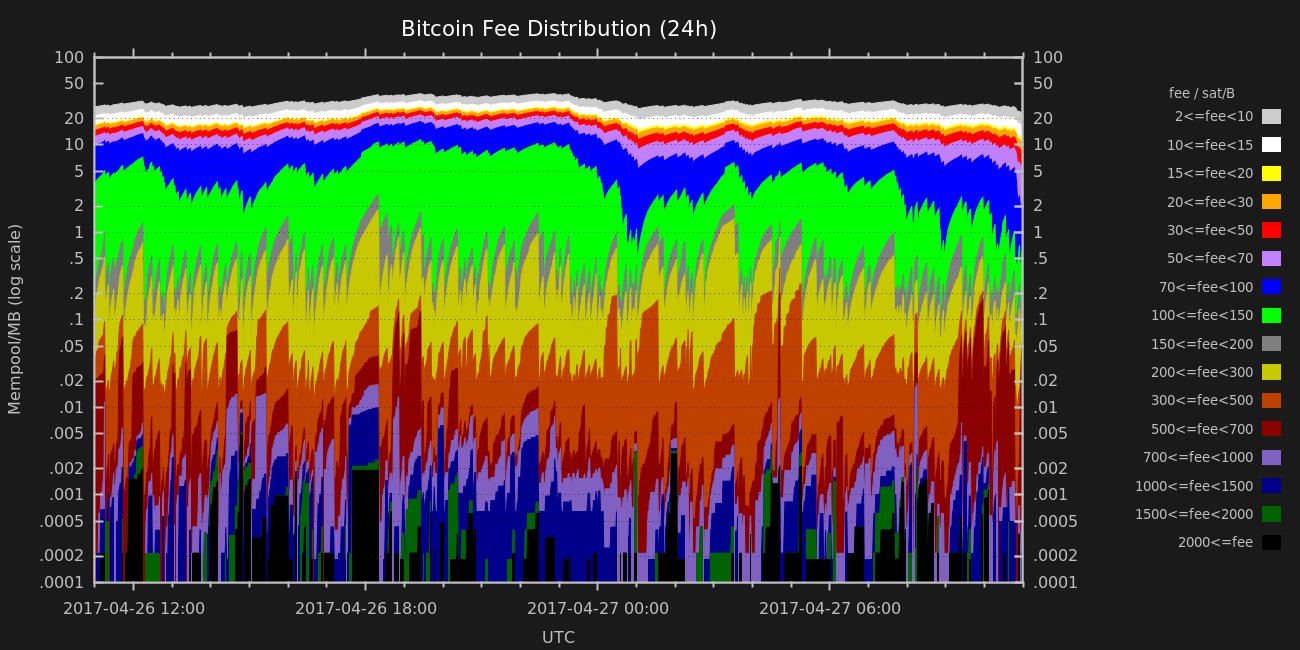 Bitcoin Fee Distribution (24h)
100 100
50 50
20 20
10 10
5 5
2 2
1 1
.5 .5
.2 .2
.1 .1
.05 .05
.02 .02
.01 .01
.005 .005
.002 .002
.001 .001
.0005 .0005
.0002 .0002
.0001 .0001
Mempool/MB (log scale)
2017-04-26 12:00 2017-04-26 18:00 2017-04-27 00:00 2017-04-27 06:00
UTC
fee / sat/B
2<=fee<10
10<=fee<15
15<=fee<20
20<=fee<30
30<=fee<50
50<=fee<70
70<=fee<100
100<=fee<150
150<=fee<200
200<=fee<300
300<=fee<500
500<=fee<700
700<=fee<1000
1000<=fee<1500
1500<=fee<2000
2000<=fee